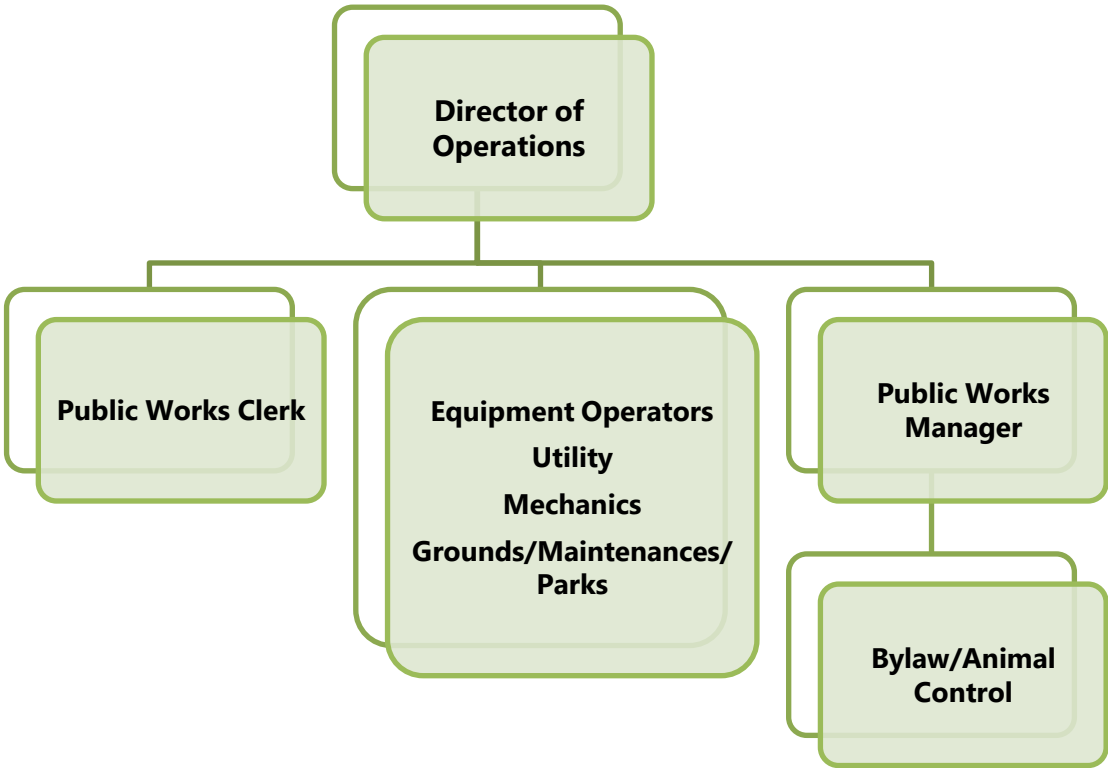 Director of
Operations
Public Works Clerk
Equipment Operators
Utility
Mechanics
Grounds/Maintenances/
Parks
Public Works
Manager
Bylaw/Animal
Control